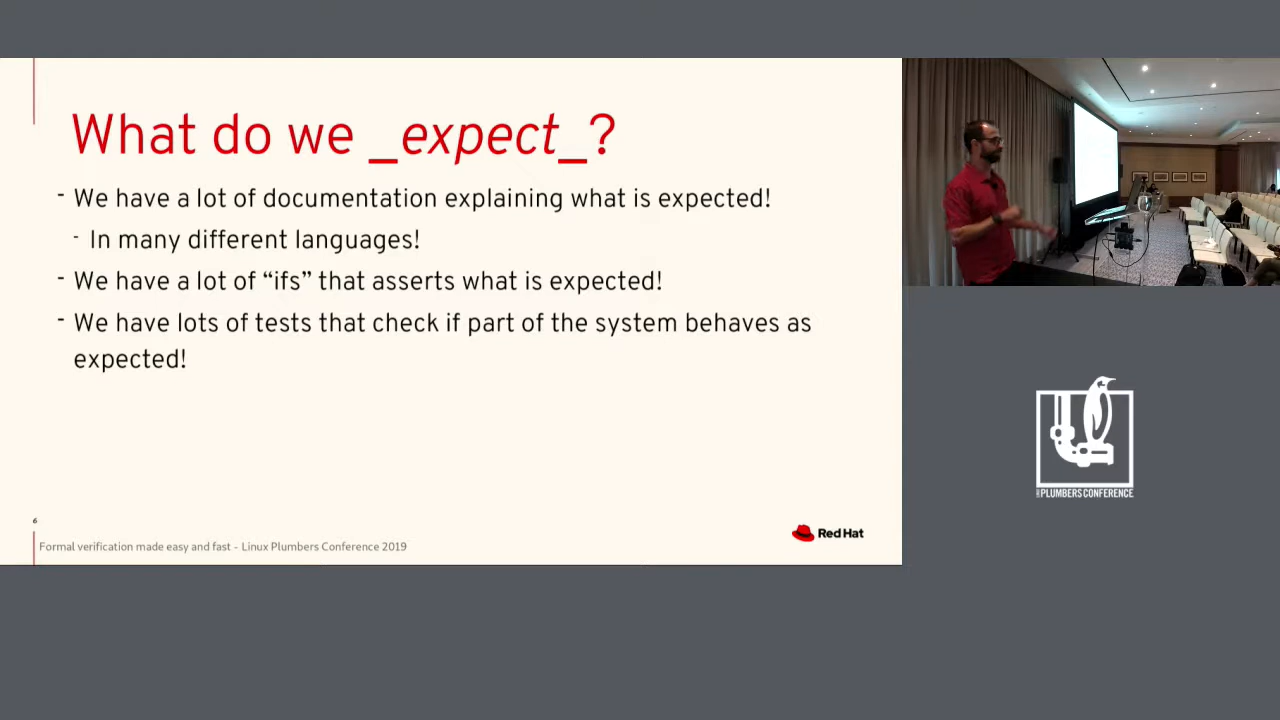 What do we _expect_?
- We have a lot of documentation explaining what is expected!
- In many different languages!
- We have a lot of “ifs” that asserts what is expected!
- We have lots of tests that check if part of the system behaves as
expected!
6
Formal verification made easy and fast - Linux Plumbers Conference 2019
Red Hat
PLUMBERS CONFERENCE